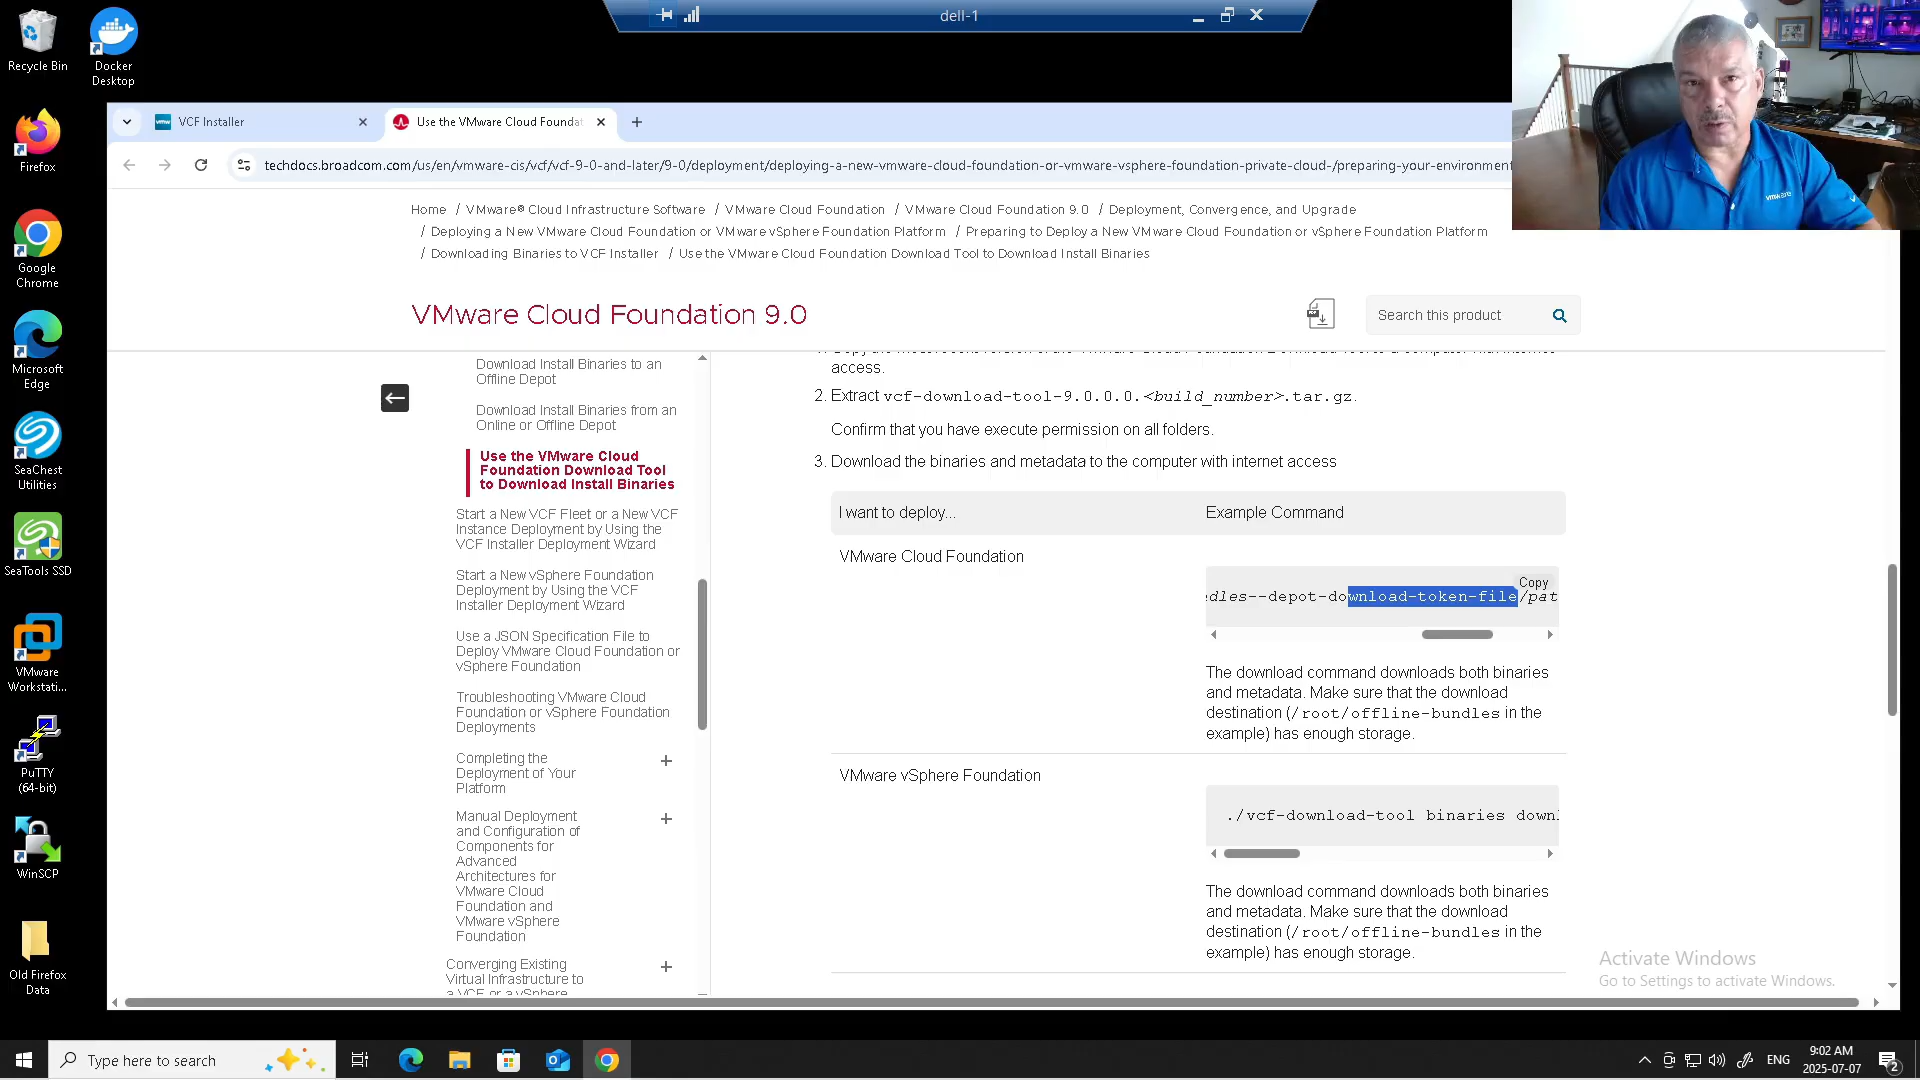 dell-1
Recycle Bin
Docker Desktop
Firefox
Google Chrome
Microsoft Edge
SeaChest Utilities
SeaTools SSD
VMware Workstati...
PuTTY (64-bit)
WinSCP
Old Firefox Data
VCF Installer
Use the VMware Cloud Foundat
techdocs.broadcom.com/us/en/vmware-cis/vcf/vcf-9-0-and-later/9-0/deployment/deploying-a-new-vmware-cloud-foundation-or-vmware-vsphere-foundation-private-cloud-/preparing-your-environment
Home / VMware® Cloud Infrastructure Software / VMware Cloud Foundation / VMware Cloud Foundation 9.0 / Deployment, Convergence, and Upgrade
/ Deploying a New VMware Cloud Foundation or VMware vSphere Foundation Platform / Preparing to Deploy a New VMware Cloud Foundation or vSphere Foundation Platform
/ Downloading Binaries to VCF Installer / Use the VMware Cloud Foundation Download Tool to Download Install Binaries
VMware Cloud Foundation 9.0
Search this product
Download Install Binaries to an
Offline Depot
Download Install Binaries from an
Online or Offline Depot
Use the VMware Cloud
Foundation Download Tool
to Download Install Binaries
Start a New VCF Fleet or a New VCF
Instance Deployment by Using the
VCF Installer Deployment Wizard
Start a New vSphere Foundation
Deployment by Using the VCF
Installer Deployment Wizard
Use a JSON Specification File to
Deploy VMware Cloud Foundation or
vSphere Foundation
Troubleshooting VMware Cloud
Foundation or vSphere Foundation
Deployments
Completing the
Deployment of Your
Platform
Manual Deployment
and Configuration of
Components for
Advanced
Architectures for
VMware Cloud
Foundation and
VMware vSphere
Foundation
Converging Existing
Virtual Infrastructure to
a VCF or a vSphere
access.
2. Extract vcf-download-tool-9.0.0.0.<build_number>.tar.gz.
Confirm that you have execute permission on all folders.
3. Download the binaries and metadata to the computer with internet access
I want to deploy... Example Command
VMware Cloud Foundation
Copy
dles--depot-download-token-file/pat
The download command downloads both binaries
and metadata. Make sure that the download
destination (/root/offline-bundles in the
example) has enough storage.
VMware vSphere Foundation
./vcf-download-tool binaries down
The download command downloads both binaries
and metadata. Make sure that the download
destination (/root/offline-bundles in the
example) has enough storage.
Activate Windows
Go to Settings to activate Windows.
Type here to search
ENG
9:02 AM
2025-07-07
2
vmware